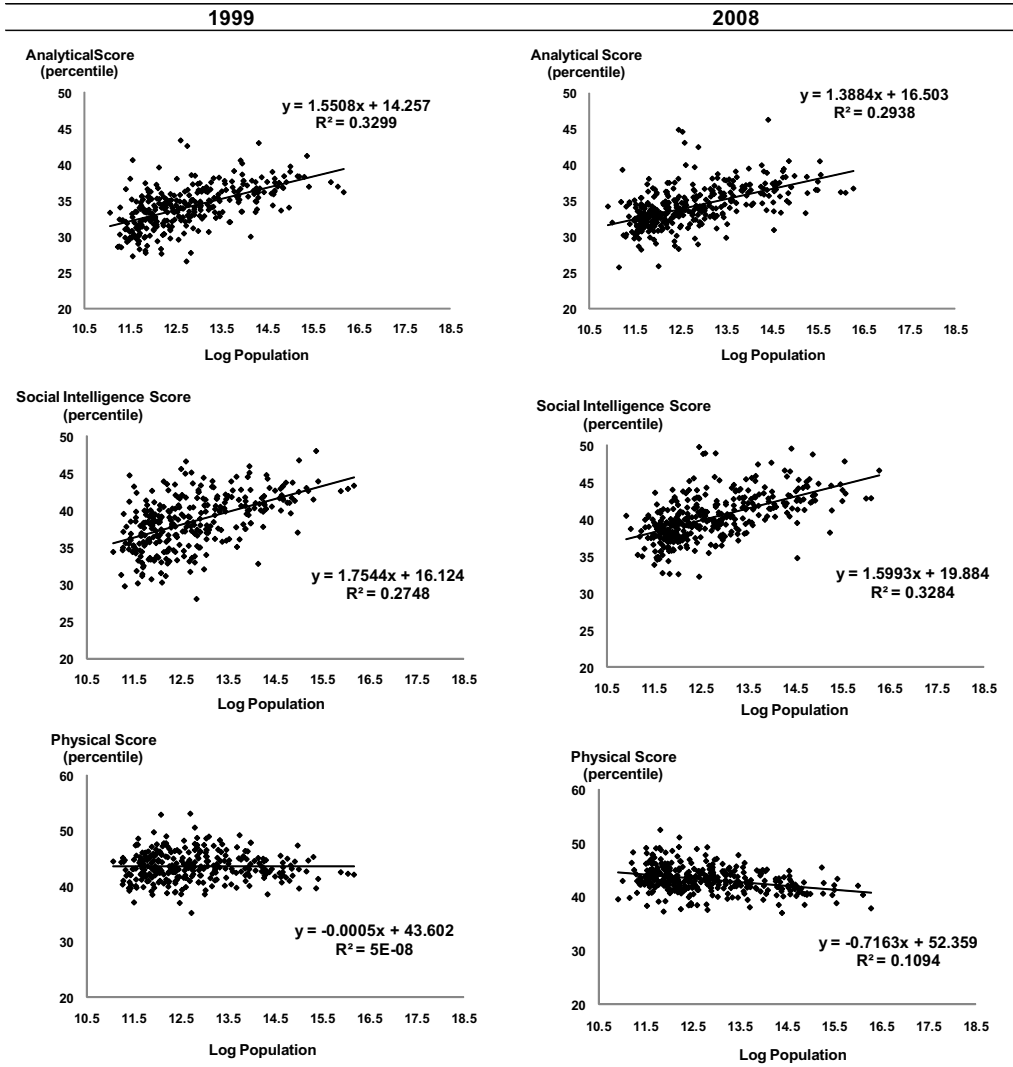 1999
2008
AnalyticalScore
(percentile)
50
45
40
35
30
25
20
y = 1.5508x + 14.257
R² = 0.3299
10.5 11.5 12.5 13.5 14.5 15.5 16.5 17.5 18.5
Log Population
Analytical Score
(percentile)
50
45
40
35
30
25
20
y = 1.3884x + 16.503
R² = 0.2938
10.5 11.5 12.5 13.5 14.5 15.5 16.5 17.5 18.5
Log Population
Social Intelligence Score
(percentile)
50
45
40
35
30
25
20
y = 1.7544x + 16.124
R² = 0.2748
10.5 11.5 12.5 13.5 14.5 15.5 16.5 17.5 18.5
Log Population
Social Intelligence Score
(percentile)
50
45
40
35
30
25
20
y = 1.5993x + 19.884
R² = 0.3284
10.5 11.5 12.5 13.5 14.5 15.5 16.5 17.5 18.5
Log Population
Physical Score
(percentile)
60
50
40
30
20
y = -0.0005x + 43.602
R² = 5E-08
10.5 11.5 12.5 13.5 14.5 15.5 16.5 17.5 18.5
Log Population
Physical Score
(percentile)
60
50
40
30
20
y = -0.7163x + 52.359
R² = 0.1094
10.5 11.5 12.5 13.5 14.5 15.5 16.5 17.5 18.5
Log Population